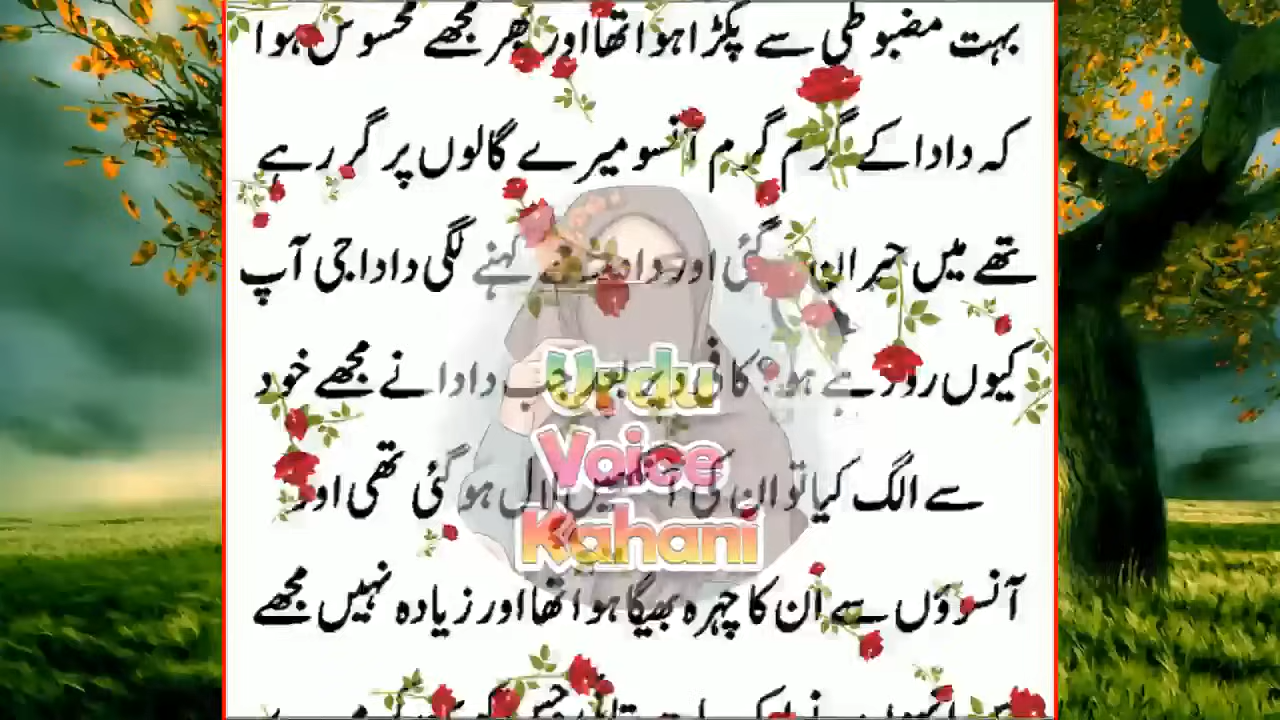 بہت مضبوطی سے پکڑا ہوا تھا اور پھر مجھے محسوس ہوا
کہ دادا کے گرم گرم آنسو میرے گالوں پر گر رہے
تھے میں حیران گئی اور دادا سے کہنے لگی دادا جی آپ
کیوں رو رہے ہو؟ کافی دیر بعد جب دادا نے مجھے خود
سے الگ کیا تو ان کی آنکھیں لال ہو گئی تھی اور
آنسوؤں سے ان کا چہرہ بھیگا ہوا تھا اور زیادہ نہیں مجھے
Urdu
Voice
Kahani